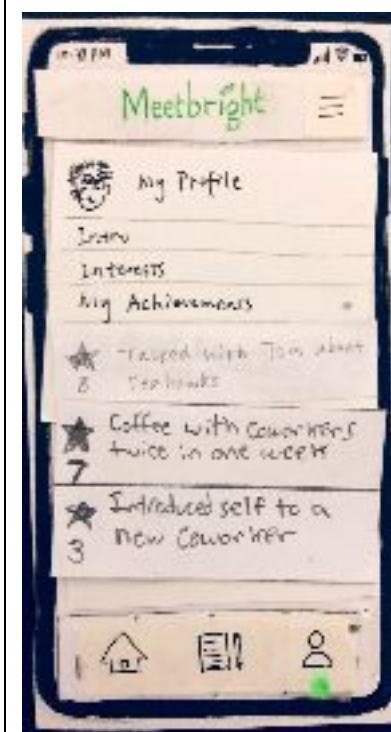 Meetbright
My Profile
Intro
Interests
My Achievements
Talked with Tom about
8 Seahawks
Coffee with coworkers
7 twice in one week
Introduced self to a
3 new coworker